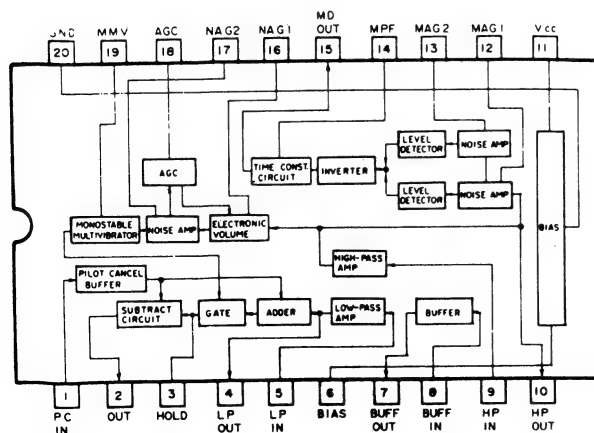 GND MMV AGC NAG2 NAG1 MD OUT MPF MAG2 MAG1 Vcc
20 19 18 17 16 15 14 13 12 11
LEVEL DETECTOR
NOISE AMP
TIME CONST. CIRCUIT
INVERTER
AGC
LEVEL DETECTOR
NOISE AMP
MONOSTABLE MULTIVIBRATOR
NOISE AMP
ELECTRONIC VOLUME
BIAS
HIGH-PASS AMP
PILOT CANCEL BUFFER
SUBTRACT CIRCUIT
GATE
ADDER
LOW-PASS AMP
BUFFER
1 2 3 4 5 6 7 8 9 10
PC IN OUT HOLD LP OUT LP IN BIAS BUFF OUT BUFF IN HP IN HP OUT